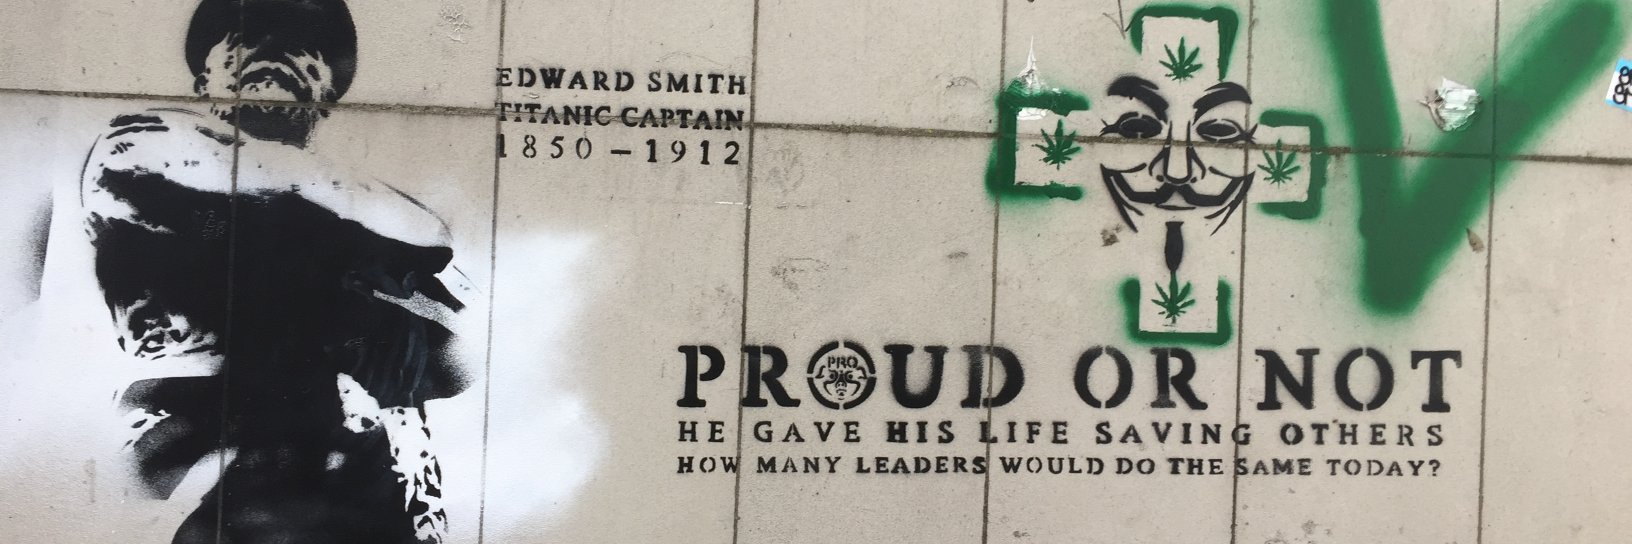 EDWARD SMITH
TITANIC CAPTAIN
1850 – 1912
V
PROUD OR NOT
PRO
HE GAVE HIS LIFE SAVING OTHERS
HOW MANY LEADERS WOULD DO THE SAME TODAY?